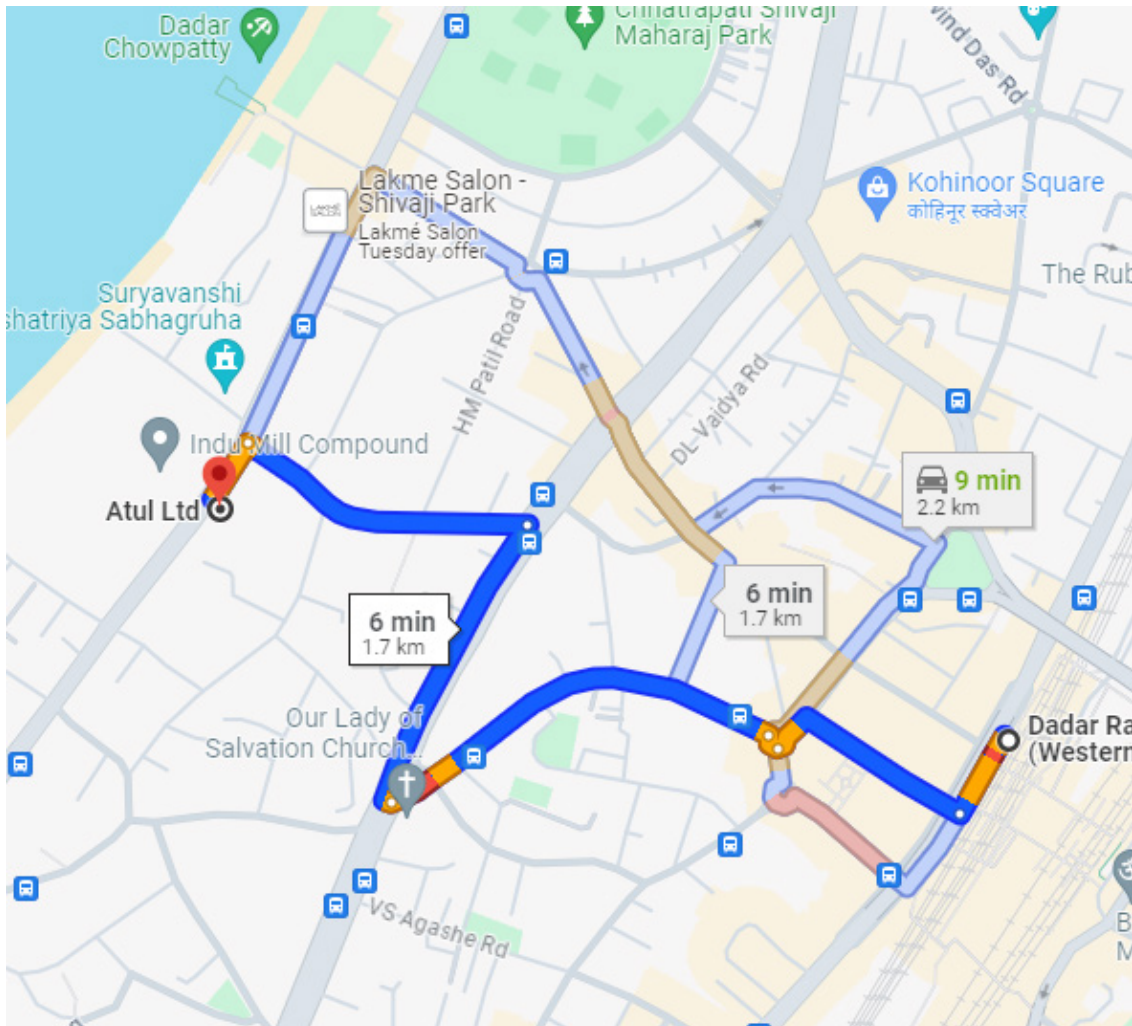 Dadar
Chowpatty
Chhatrapati Shivaji
Maharaj Park
vind Das Rd
Lakme Salon -
Shivaji Park
Lakmé Salon
Tuesday offer
Kohinoor Square
कोहिनूर स्क्वेअर
The Rub
Suryavanshi
shatriya Sabhagruha
HM Patil Road
DL Vaidya Rd
Indu Mill Compound
Atul Ltd
9 min
2.2 km
6 min
1.7 km
6 min
1.7 km
Our Lady of
Salvation Church...
Dadar Ra
(Western
VS Agashe Rd
B
M